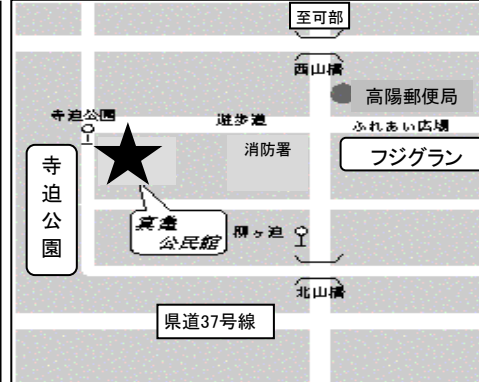 至可部
西山橋
高陽郵便局
寺迫公園
遊歩道
ふれあい広場
消防署
フジグラン
寺
迫
公
園
真亀
公民館
柳ヶ迫
北山橋
県道37号線